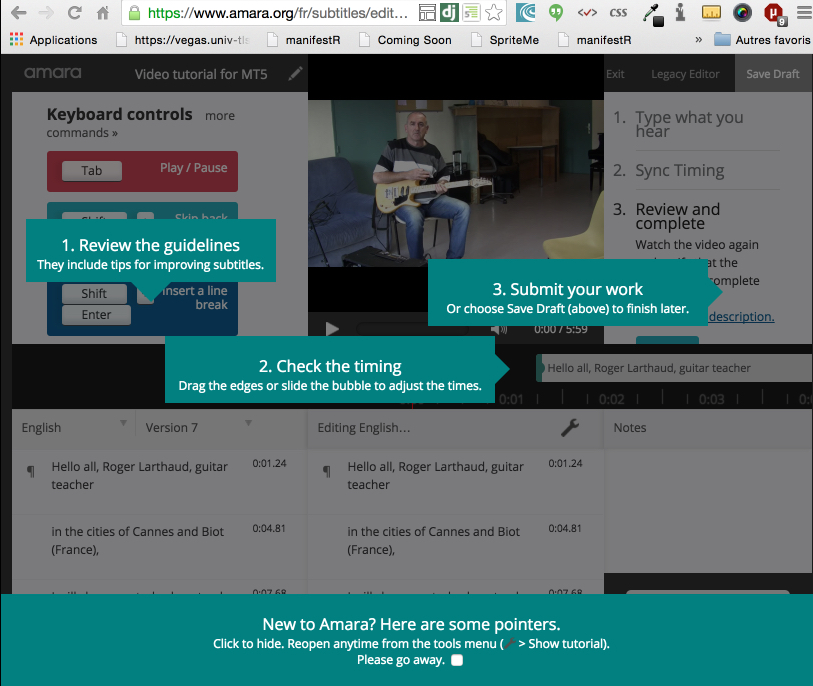 https://www.amara.org/fr/subtitles/edit…
Applications
https://vegas.univ-tl
manifestR
Coming Soon
SpriteMe
manifestR
»
Autres favoris
amara
Video tutorial for MT5
Exit
Legacy Editor
Save Draft
Keyboard controls more
commands »
Tab
Play / Pause
Shift
Skip back
1. Review the guidelines
They include tips for improving subtitles.
Shift
Enter
Insert a line
break
1. Type what you
hear
2. Sync Timing
3. Review and
complete
Watch the video again
at the
complete
description.
3. Submit your work
Or choose Save Draft (above) to finish later.
0:00 / 5:59
2. Check the timing
Drag the edges or slide the bubble to adjust the times.
Hello all, Roger Larthaud, guitar teacher
0:01
0:02
0:03
English
Version 7
Editing English…
Notes
¶ Hello all, Roger Larthaud, guitar
teacher
0:01.24
¶ Hello all, Roger Larthaud, guitar
teacher
0:01.24
in the cities of Cannes and Biot
(France),
0:04.81
in the cities of Cannes and Biot
(France),
0:04.81
0:07.68
0:07.68
New to Amara? Here are some pointers.
Click to hide. Reopen anytime from the tools menu ( > Show tutorial).
Please go away.